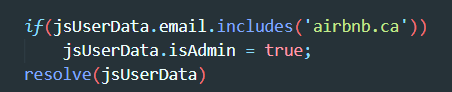 if(jsUserData.email.includes('airbnb.ca'))
    jsUserData.isAdmin = true;
resolve(jsUserData)